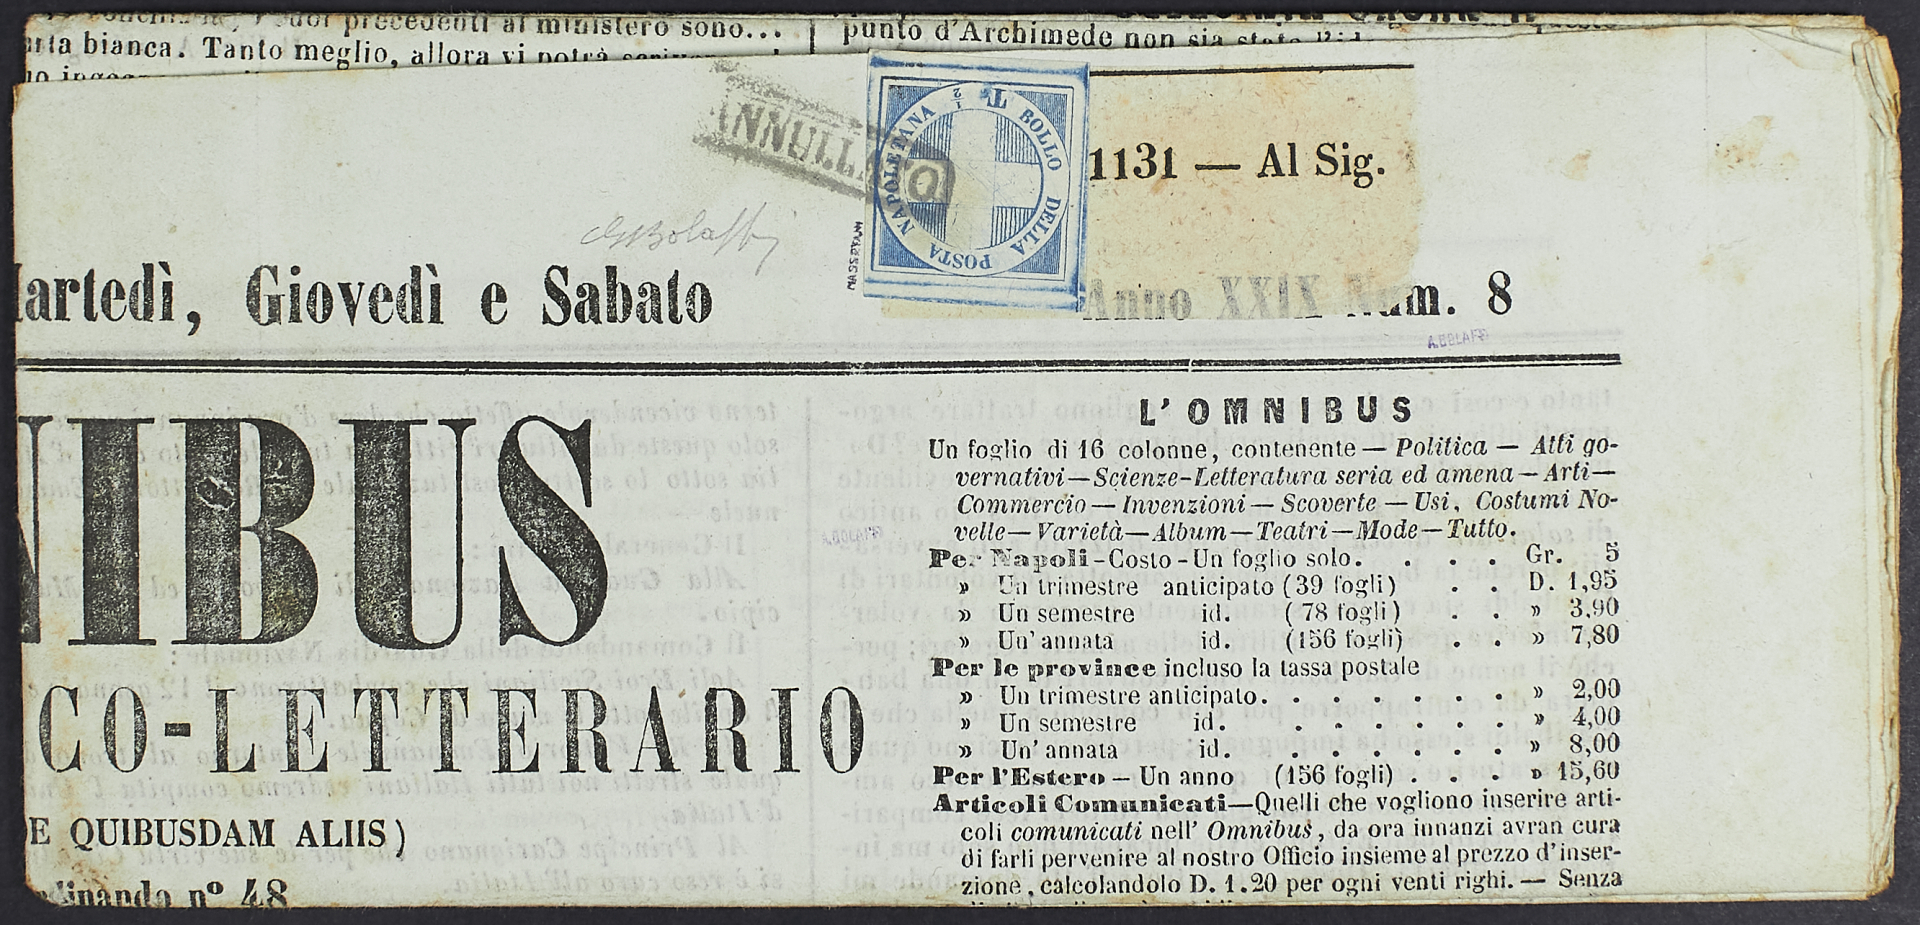 precedenti al ministero sono...
punto d'Archimede non sia
bianca. Tanto meglio, allora vi potrà
ANNULLATO
BOLLO DELLA POSTA NAPOLETANA
1/2 T
1131 — Al Sig.
artedì, Giovedì e Sabato
Anno XXIX Num. 8
A.BOLAFFI
NIBUS
CO-LETTERARIO
E QUIBUSDAM ALIIS)
dinando nº 48
L'OMNIBUS
Un foglio di 16 colonne, contenente — Politica — Atti go-
vernativi — Scienze-Letteratura seria ed amena — Arti —
Commercio — Invenzioni — Scoverte — Usi, Costumi No-
velle — Varietà — Album — Teatri — Mode — Tutto.
Per Napoli - Costo - Un foglio solo. . . . . Gr. 5
» Un trimestre anticipato (39 fogli) . . D. 1,95
» Un semestre id. (78 fogli) . . » 3,90
» Un' annata id. (156 fogli) . . » 7,80
Per le province incluso la tassa postale
» Un trimestre anticipato. . . . . . . » 2,00
» Un semestre id. . . . . . . » 4,00
» Un' annata id. . . . . . . » 8,00
Per l'Estero — Un anno (156 fogli) . . . » 15,60
Articoli Comunicati — Quelli che vogliono inserire arti-
coli comunicati nell' Omnibus, da ora innanzi avran cura
di farli pervenire al nostro Officio insieme al prezzo d'inser-
zione, calcolandolo D. 1.20 per ogni venti righi. — Senza